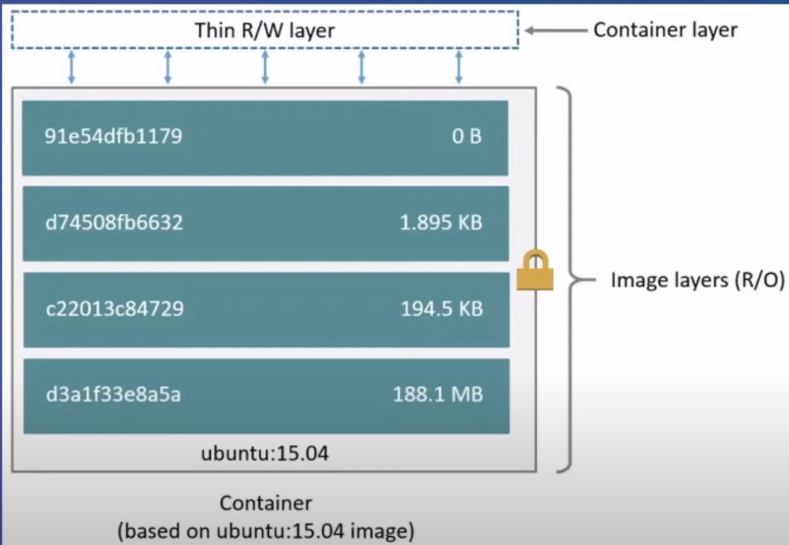 Thin R/W layer
Container layer
91e54dfb1179 0 B
d74508fb6632 1.895 KB
c22013c84729 194.5 KB
d3a1f33e8a5a 188.1 MB
Image layers (R/O)
ubuntu:15.04
Container
(based on ubuntu:15.04 image)